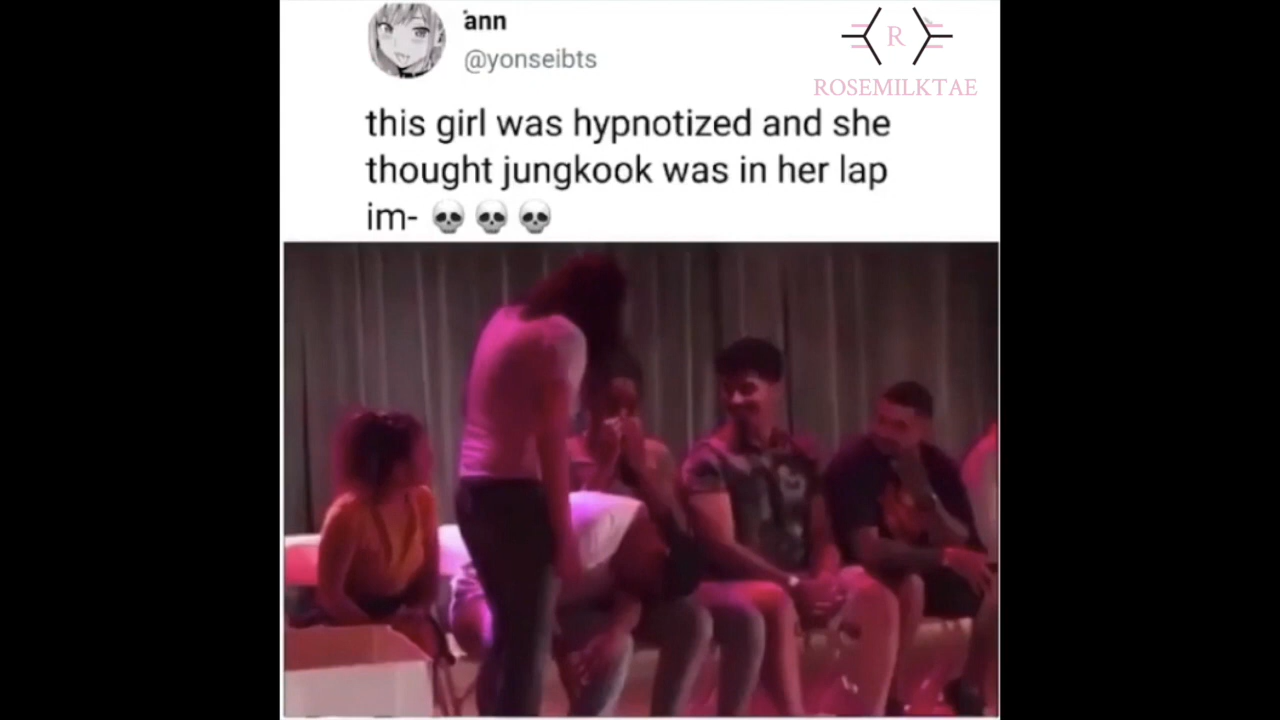 ann
@yonseibts
R
ROSEMILKTAE
this girl was hypnotized and she
thought jungkook was in her lap
im- 💀💀💀